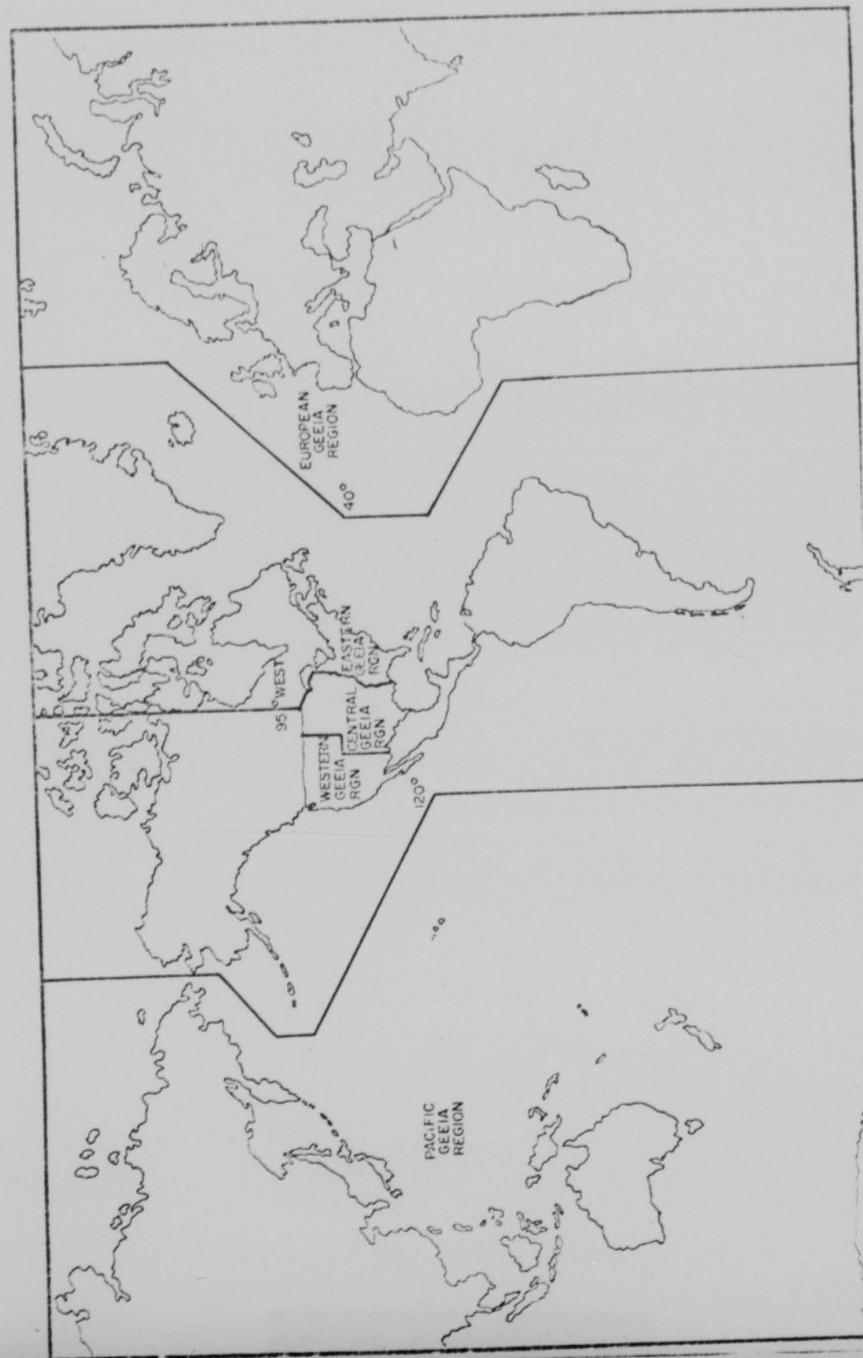 PACIFIC
GEEIA
REGION
120°
WESTERN
GEEIA
RGN
95° WEST
CENTRAL
GEEIA
RGN
EASTERN
GEEIA
RGN
40°
EUROPEAN
GEEIA
REGION